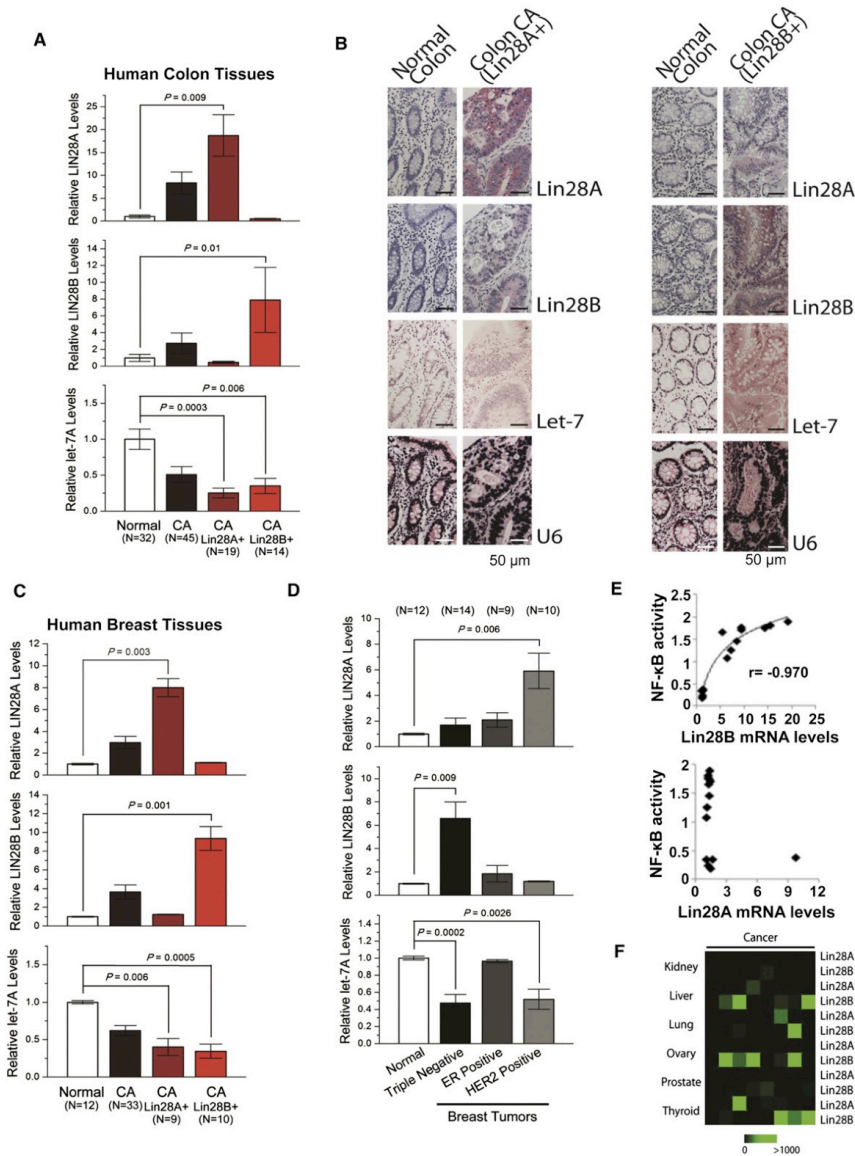 A
Human Colon Tissues
Relative LIN28A Levels
25
20
15
10
5
0
P = 0.009
Relative LIN28B Levels
14
12
10
8
6
4
2
0
P = 0.01
Relative let-7A Levels
1.5
1.0
0.5
0.0
P = 0.006
P = 0.0003
Normal
(N=32)
CA
(N=45)
CA
Lin28A+
(N=19)
CA
Lin28B+
(N=14)
B
Normal
Colon
Colon CA
(Lin28A+)
Normal
Colon
Colon CA
(Lin28B+)
Lin28A
Lin28A
Lin28B
Lin28B
Let-7
Let-7
U6
U6
50 µm
50 µm
C
Human Breast Tissues
Relative LIN28A Levels
12
10
8
6
4
2
0
P = 0.003
Relative LIN28B Levels
14
12
10
8
6
4
2
0
P = 0.001
Relative let-7A Levels
1.5
1.0
0.5
0.0
P = 0.0005
P = 0.006
Normal
(N=12)
CA
(N=33)
CA
Lin28A+
(N=9)
CA
Lin28B+
(N=10)
D
(N=12)
(N=14)
(N=9)
(N=10)
Relative LIN28A Levels
10
8
6
4
2
0
P = 0.006
Relative LIN28B Levels
10
8
6
4
2
0
P = 0.009
Relative let-7A Levels
1.4
1.2
1.0
0.8
0.6
0.4
0.2
0.0
P = 0.0026
P = 0.0002
Normal
Triple Negative
ER Positive
HER2 Positive
Breast Tumors
E
NF-κB activity
2.5
2
1.5
1
0.5
0
r= -0.970
0 5 10 15 20 25
Lin28B mRNA levels
NF-κB activity
2
1.5
1
0.5
0
0 3 6 9 12
Lin28A mRNA levels
F
Cancer
Kidney
Lin28A
Lin28B
Liver
Lin28A
Lin28B
Lung
Lin28A
Lin28B
Ovary
Lin28A
Lin28B
Prostate
Lin28A
Lin28B
Thyroid
Lin28A
Lin28B
0 >1000